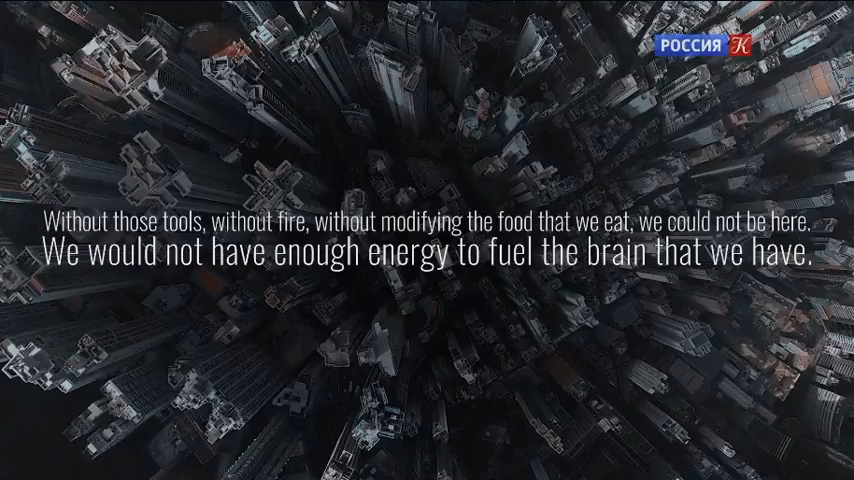 РОССИЯ К
Without those tools, without fire, without modifying the food that we eat, we could not be here.
We would not have enough energy to fuel the brain that we have.